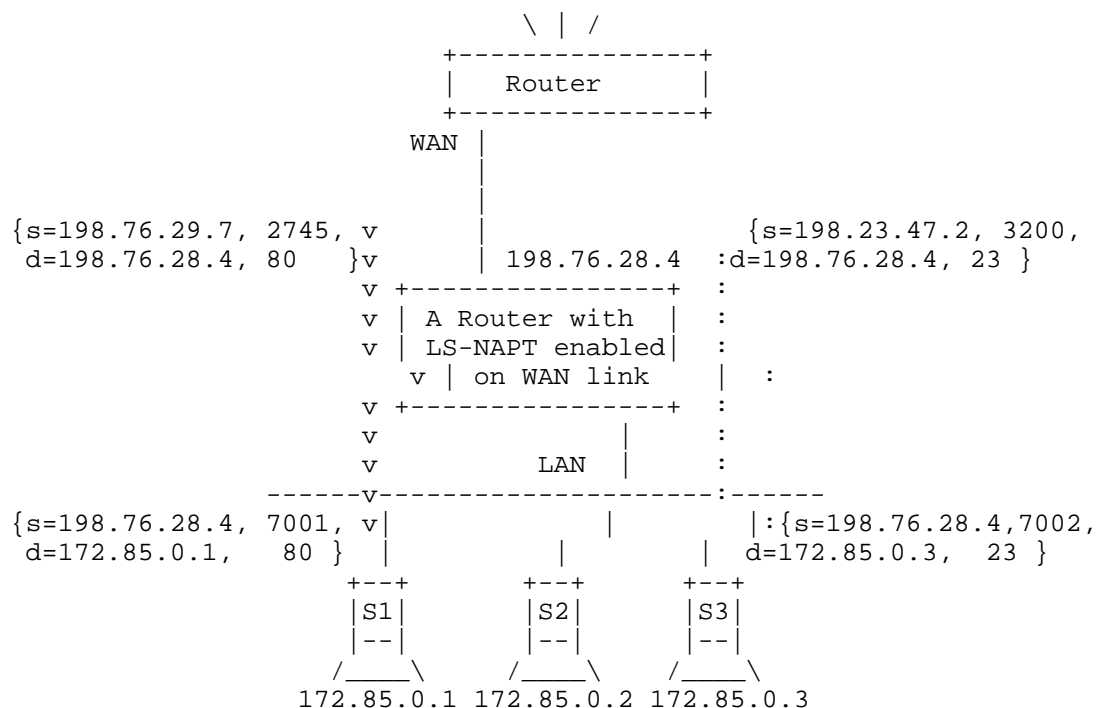 \ | /
+---------------+
| Router |
+---------------+
WAN |
|
|
{s=198.76.29.7, 2745, v | {s=198.23.47.2, 3200,
d=198.76.28.4, 80 }v | 198.76.28.4 :d=198.76.28.4, 23 }
v +----------------+ :
v | A Router with | :
v | LS-NAPT enabled| :
v | on WAN link | :
v +----------------+ :
v | :
v LAN | :
------v---------------------:------
{s=198.76.28.4, 7001, v| | |:{s=198.76.28.4,7002,
d=172.85.0.1, 80 } | | | d=172.85.0.3, 23 }
+--+ +--+ +--+
|S1| |S2| |S3|
|--| |--| |--|
/____\ /____\ /____\
172.85.0.1 172.85.0.2 172.85.0.3